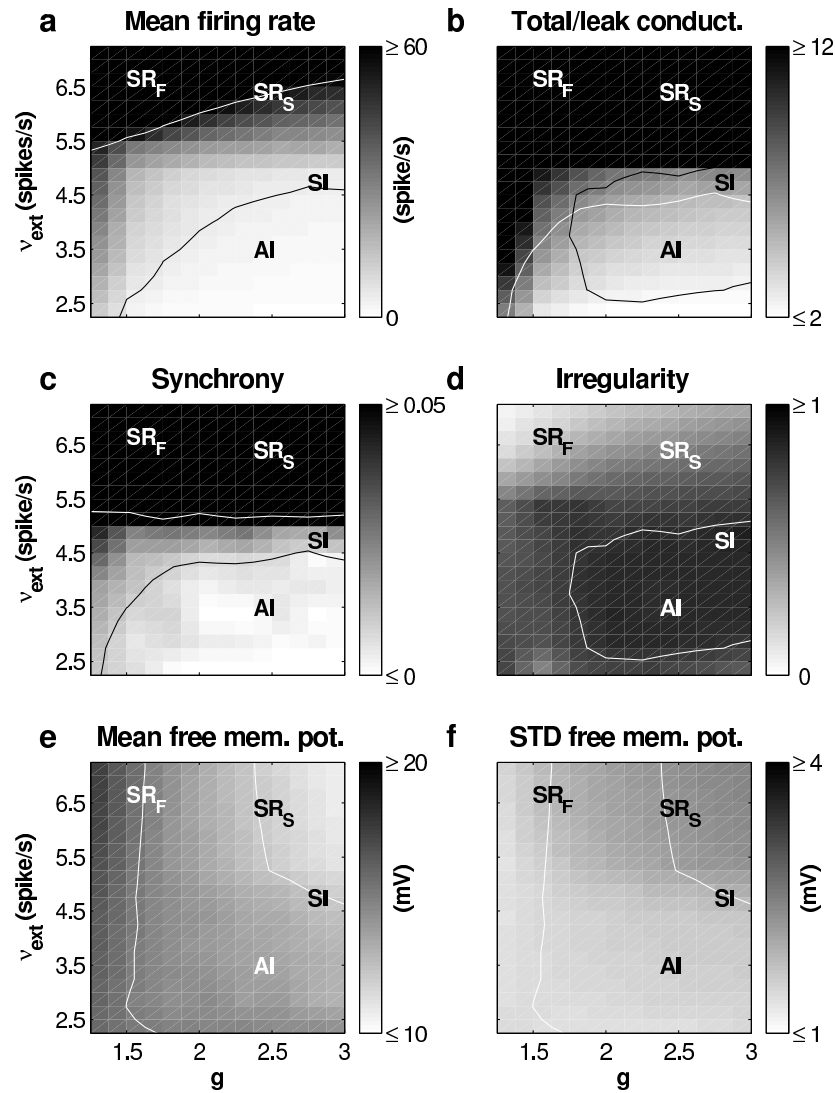 a Mean firing rate
b Total/leak conduct.
ν_ext (spikes/s)
6.5
5.5
4.5
3.5
2.5
SR_F
SR_S
SI
AI
≥ 60
(spike/s)
0
SR_F
SR_S
SI
AI
≥ 12
≤ 2
c Synchrony
d Irregularity
ν_ext (spike/s)
6.5
5.5
4.5
3.5
2.5
SR_F
SR_S
SI
AI
≥ 0.05
≤ 0
SR_F
SR_S
SI
AI
≥ 1
0
e Mean free mem. pot.
f STD free mem. pot.
ν_ext (spike/s)
6.5
5.5
4.5
3.5
2.5
SR_F
SR_S
SI
AI
≥ 20
(mV)
≤ 10
1.5 2 2.5 3
g
SR_F
SR_S
SI
AI
≥ 4
(mV)
≤ 1
1.5 2 2.5 3
g